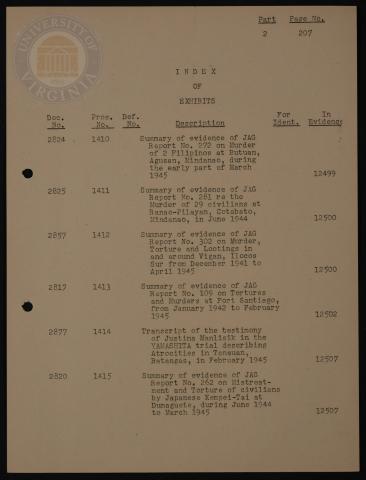 UNIVERSITY OF VIRGINIA
Part Page No.
2 207
INDEX
OF
EXHIBITS
Doc. Pros. Def. For In
No. No. No. Description Ident. Evidence
2824 1410 Summary of evidence of JAG
Report No. 272 on Murder
of 2 Filipinos at Butuan,
Agusan, Mindanao, during
the early part of March
1945 12499
2825 1411 Summary of evidence of JAG
Report No. 281 re the
Murder of 29 civilians at
Banao-Pilayan, Cotabato,
Mindanao, in June 1944 12500
2857 1412 Summary of evidence of JAG
Report No. 302 on Murder,
Torture and Lootings in
and around Vigan, Ilocos
Sur from December 1941 to
April 1945 12500
2817 1413 Summary of evidence of JAG
Report No. 109 on Tortures
and Murders at Fort Santiago,
from January 1942 to February
1945 12502
2877 1414 Transcript of the testimony
of Justina Manlisik in the
YAMASHITA trial describing
Atrocities in Tanauan,
Batangas, in February 1945 12507
2820 1415 Summary of evidence of JAG
Report No. 262 on Mistreat-
ment and Torture of civilians
by Japanese Kempei-Tai at
Dumaguete, during June 1944
to March 1945 12507